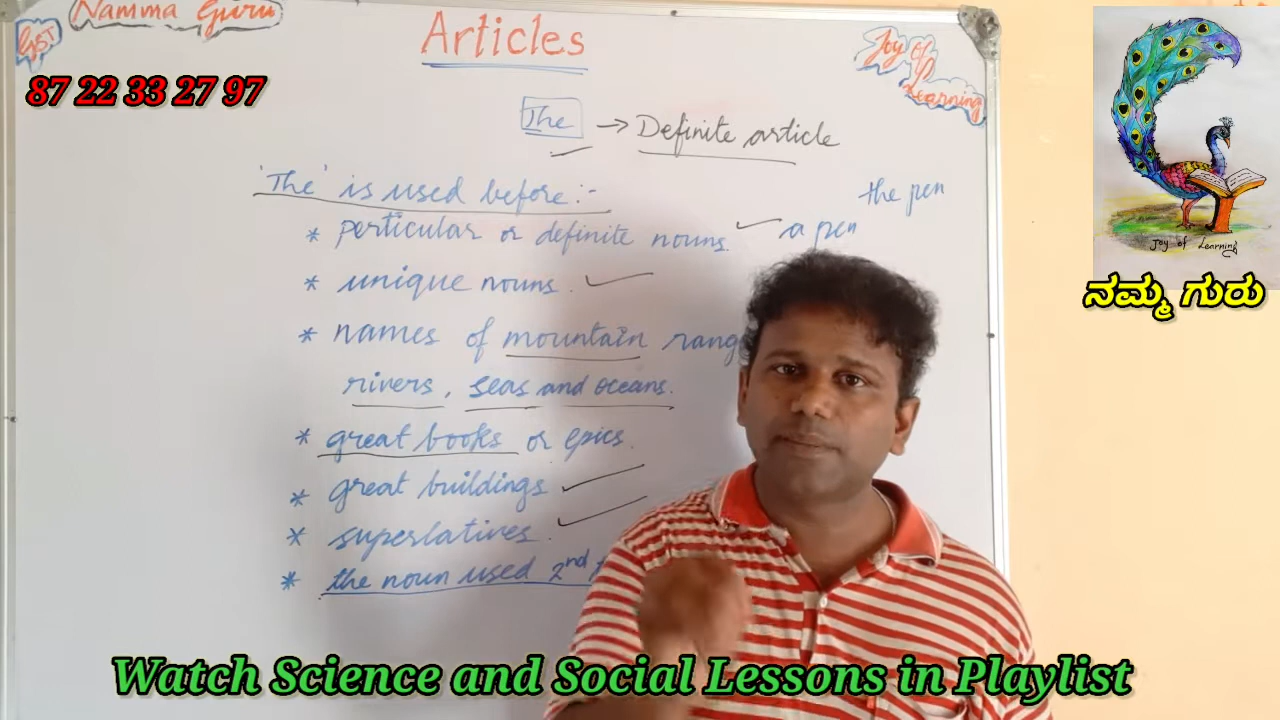 Namma Guru
GST
Articles
Joy of
Learning
87 22 33 27 97
The → Definite article
'The' is used before:-
the pen
* perticular or definite nouns. a pen
* unique nouns.
* names of mountain rang
rivers, seas and oceans.
* great books or epics.
* great buildings
* superlatives.
* the noun used 2nd
Joy of Learning
ನಮ್ಮ ಗುರು
Watch Science and Social Lessons in Playlist